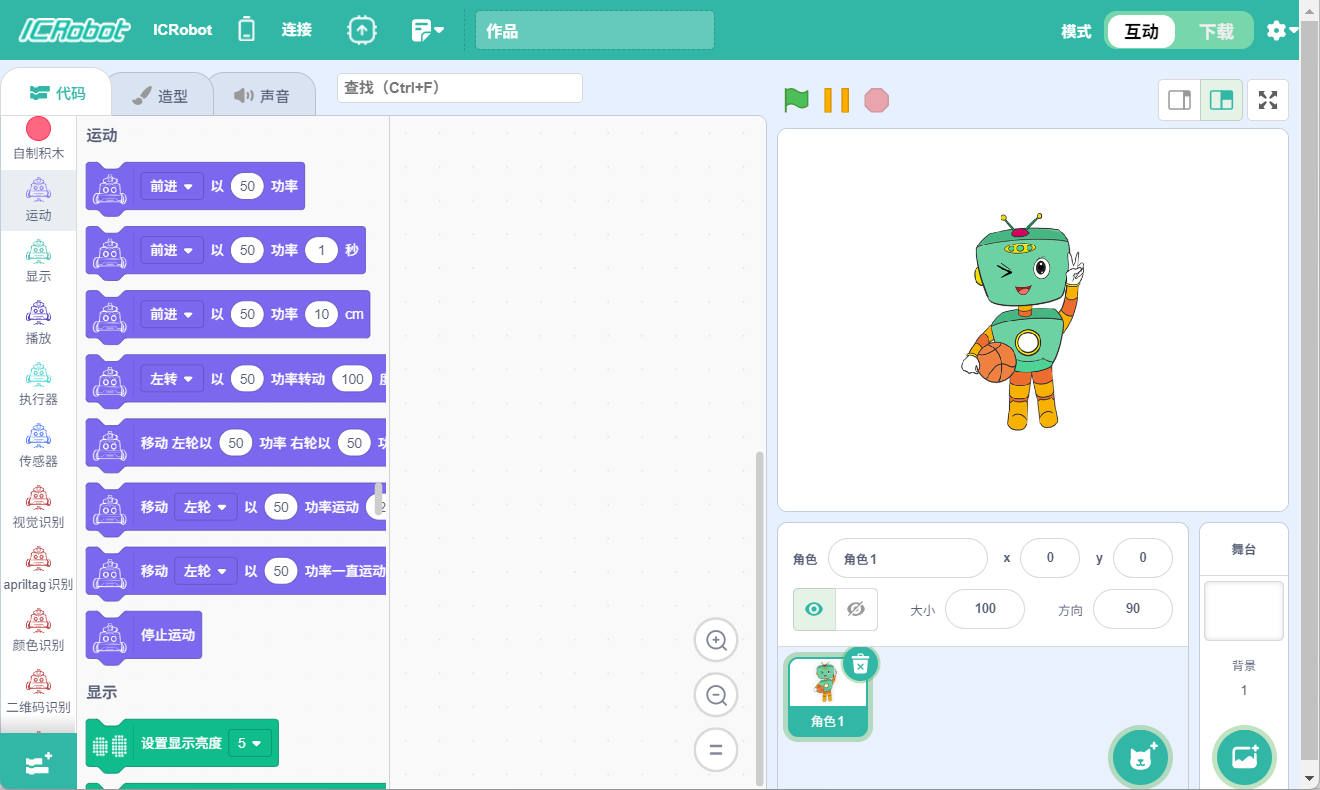 ICRobot ICRobot 连接 作品 模式 互动 下载
代码 造型 声音 查找（Ctrl+F）
自制积木
运动
显示
播放
执行器
传感器
视觉识别
apriltag识别
颜色识别
二维码识别
运动
前进 以 50 功率
前进 以 50 功率 1 秒
前进 以 50 功率 10 cm
左转 以 50 功率转动 100
移动 左轮以 50 功率 右轮以 50
移动 左轮 以 50 功率运动
移动 左轮 以 50 功率一直运动
停止运动
显示
设置显示亮度 5
角色 角色1 x 0 y 0
大小 100 方向 90
角色1
舞台
背景
1